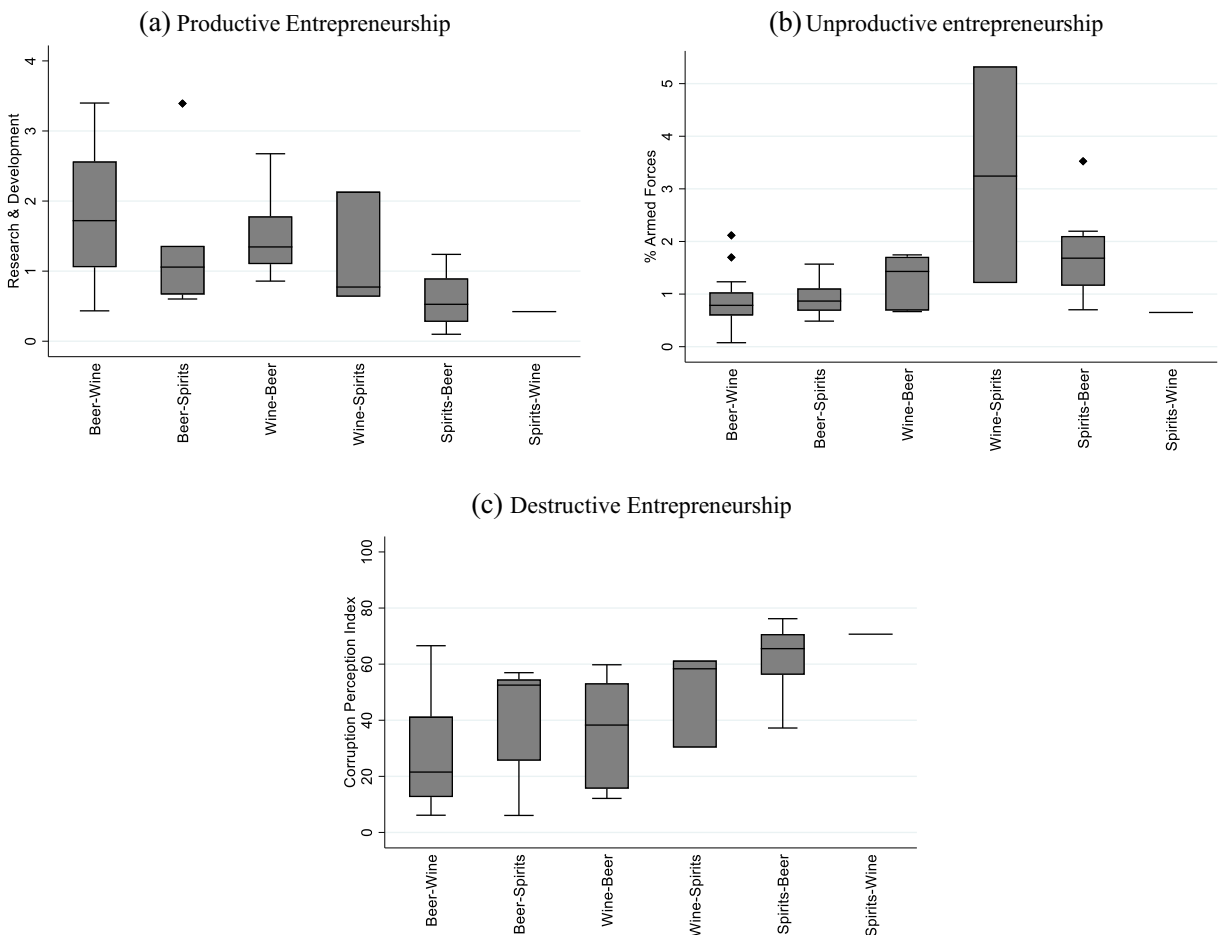 (a) Productive Entrepreneurship
Research & Development
4
3
2
1
0
Beer-Wine
Beer-Spirits
Wine-Beer
Wine-Spirits
Spirits-Beer
Spirits-Wine
(b) Unproductive entrepreneurship
% Armed Forces
5
4
3
2
1
0
Beer-Wine
Beer-Spirits
Wine-Beer
Wine-Spirits
Spirits-Beer
Spirits-Wine
(c) Destructive Entrepreneurship
Corruption Perception Index
100
80
60
40
20
0
Beer-Wine
Beer-Spirits
Wine-Beer
Wine-Spirits
Spirits-Beer
Spirits-Wine